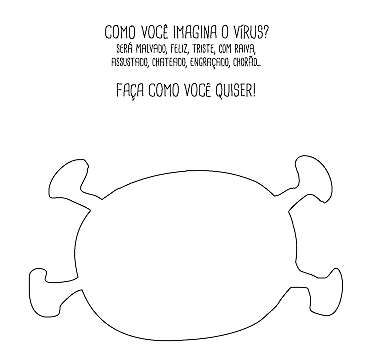 COMO VOCÊ IMAGINA O VÍRUS?
SERÁ MALVADO, FELIZ, TRISTE, COM RAIVA,
ASSUSTADO, CHATEADO, ENGRAÇADO, CHORÃO...
FAÇA COMO VOCÊ QUISER!